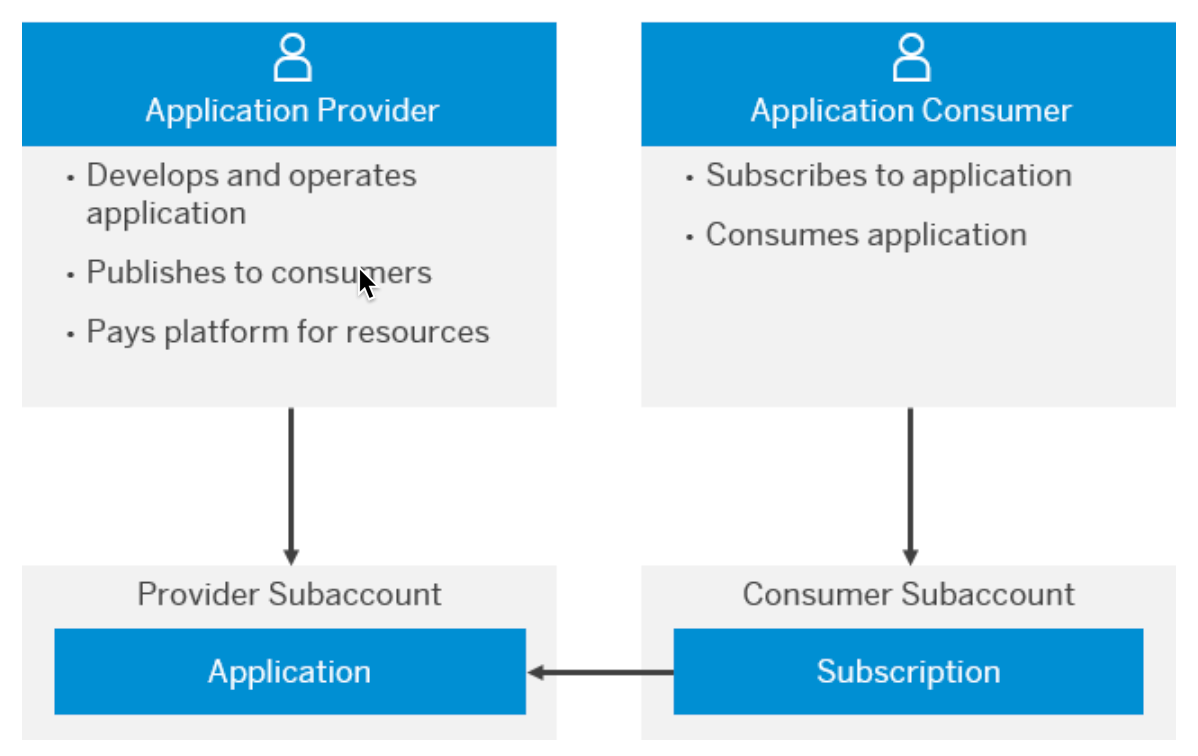 Application Provider
• Develops and operates
application
• Publishes to consumers
• Pays platform for resources
Application Consumer
• Subscribes to application
• Consumes application
Provider Subaccount
Application
Consumer Subaccount
Subscription